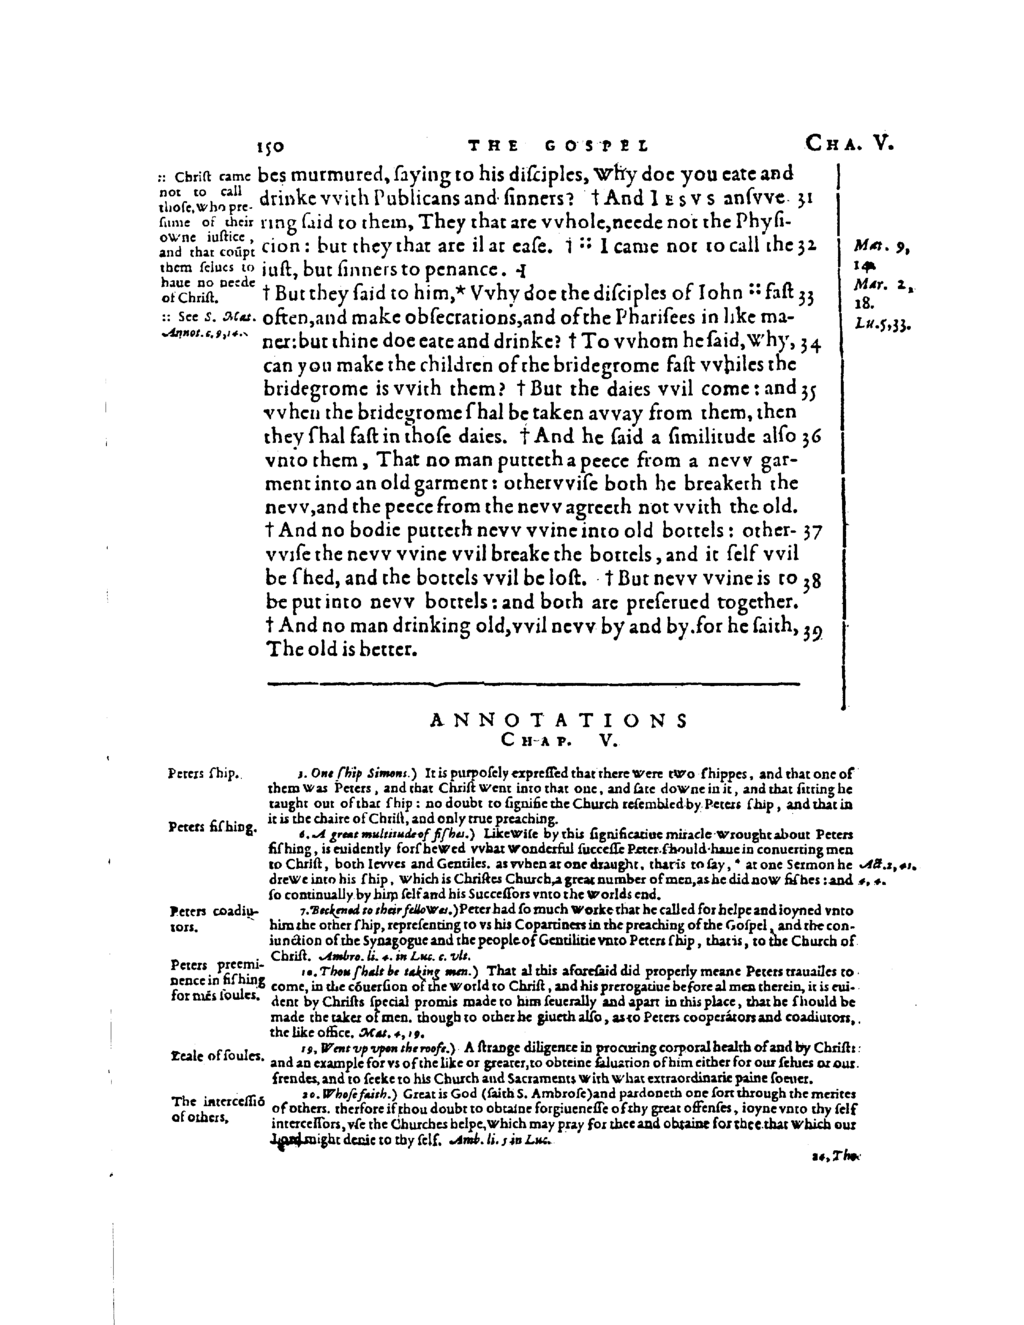 150 THE GOSPEL CHA. V.
:: Chriſt came
not to call
thoſe, who pre-
ſume of their
owne iuſtice,
and that coūpt
them ſelues to
haue no neede
of Chriſt.
:: See S. Mat.
Annot. c. 9, 14.
bes murmured, ſaying to his diſciples, Why doe you eate and
drinke vvith Publicans and ſinners? † And IESVS anſvve- 31
ring ſaid to them, They that are vvhole, neede not the Phyſi-
cion: but they that are il at eaſe. † :: I came not to call the 32
iuſt, but ſinners to penance. ⊣
† But they ſaid to him, * Vvhy doe the diſciples of Iohn :: faſt 33
often, and make obſecrations, and of the Phariſees in like ma-
ner: but thine doe eate and drinke? † To vvhom he ſaid, Why, 34
can you make the children of the bridegrome faſt vvhiles the
bridegrome is vvith them? † But the daies vvil come: and 35
vvhen the bridegrome ſhal be taken avvay from them, then
they ſhal faſt in thoſe daies. † And he ſaid a ſimilitude alſo 36
vnto them, That no man putteth a peece from a nevv gar-
ment into an old garment: othervviſe both he breaketh the
nevv, and the peece from the nevv agreeth not vvith the old.
† And no bodie putteth nevv vvine into old bottels: other- 37
vviſe the nevv vvine vvil breake the bottels, and it ſelf vvil
be ſhed, and the bottels vvil be loſt. † But nevv vvine is to 38
be put into nevv bottels: and both are preſerued together.
† And no man drinking old, vvil nevv by and by. for he ſaith, 39
The old is better.
Mat. 9,
14.
Mar. 2,
18.
Lu. 5, 33.
ANNOTATIONS
CHAP. V.
Peters ſhip.
3. One ſhip Simons.) It is purpoſely expreſſed that there were two ſhippes, and that one of
them was Peters, and that Chriſt went into that one, and ſate downe in it, and that ſitting he
taught out of that ſhip: no doubt to ſignifie the Church reſembled by Peters ſhip, and that in
it is the chaire of Chriſt, and only true preaching.
Peters fiſhing.
6. A great multitude of fiſhes.) Likewiſe by this ſignificatiue miracle wrought about Peters
fiſhing, is euidently forſhewed vvhat wonderful ſucceſſe Peter ſhould haue in conuerting men
to Chriſt, both Ievves and Gentiles. as vvhen at one draught, that is to ſay, * at one Sermon he Act. 2, 41.
drewe into his ſhip, which is Chriſtes Church, a great number of men, as he did now fiſhes: and 4, 4.
ſo continually by him ſelf and his Succeſſors vnto the worlds end.
Peters coadiu-
tors.
7. Beckened to their fellowes.) Peter had ſo much worke that he called for helpe and ioyned vnto
him the other ſhip, repreſenting to vs his Copartiners in the preaching of the Goſpel, and the con-
iunction of the Synagogue and the people of Gentilitie vnto Peters ſhip, that is, to the Church of
Chriſt. Ambro. li. 4. in Luc. c. vlt.
Peters preemi-
nence in fiſhing
for mēs ſoules.
10. Thou ſhalt be taking men.) That al this aforeſaid did properly meane Peters trauailes to
come, in the cōuerſion of the world to Chriſt, and his prerogatiue before al men therein, it is eui-
dent by Chriſts ſpecial promis made to him ſeuerally and apart in this place, that he ſhould be
made the taker of men. though to other he giueth alſo, as to Peters cooperators and coadiutors,
the like office. Mat. 4, 19.
Zeale of ſoules.
19. Went vp vpon the roofe.) A ſtrange diligence in procuring corporal health of and by Chriſt:
and an example for vs of the like or greater, to obteine ſaluation of him either for our ſelues or our
frendes, and to ſeeke to his Church and Sacraments with what extraordinarie paine ſoeuer.
The interceſſiō
of others.
20. Whoſe faith.) Great is God (ſaith S. Ambroſe) and pardoneth one ſort through the merites
of others. therfore if thou doubt to obtaine forgiueneſſe of thy great offenſes, ioyne vnto thy ſelf
interceſſors, vſe the Churches helpe, which may pray for thee and obtaine for thee that which our
Lord might denie to thy ſelf. Amb. li. 5 in Luc.
24, The